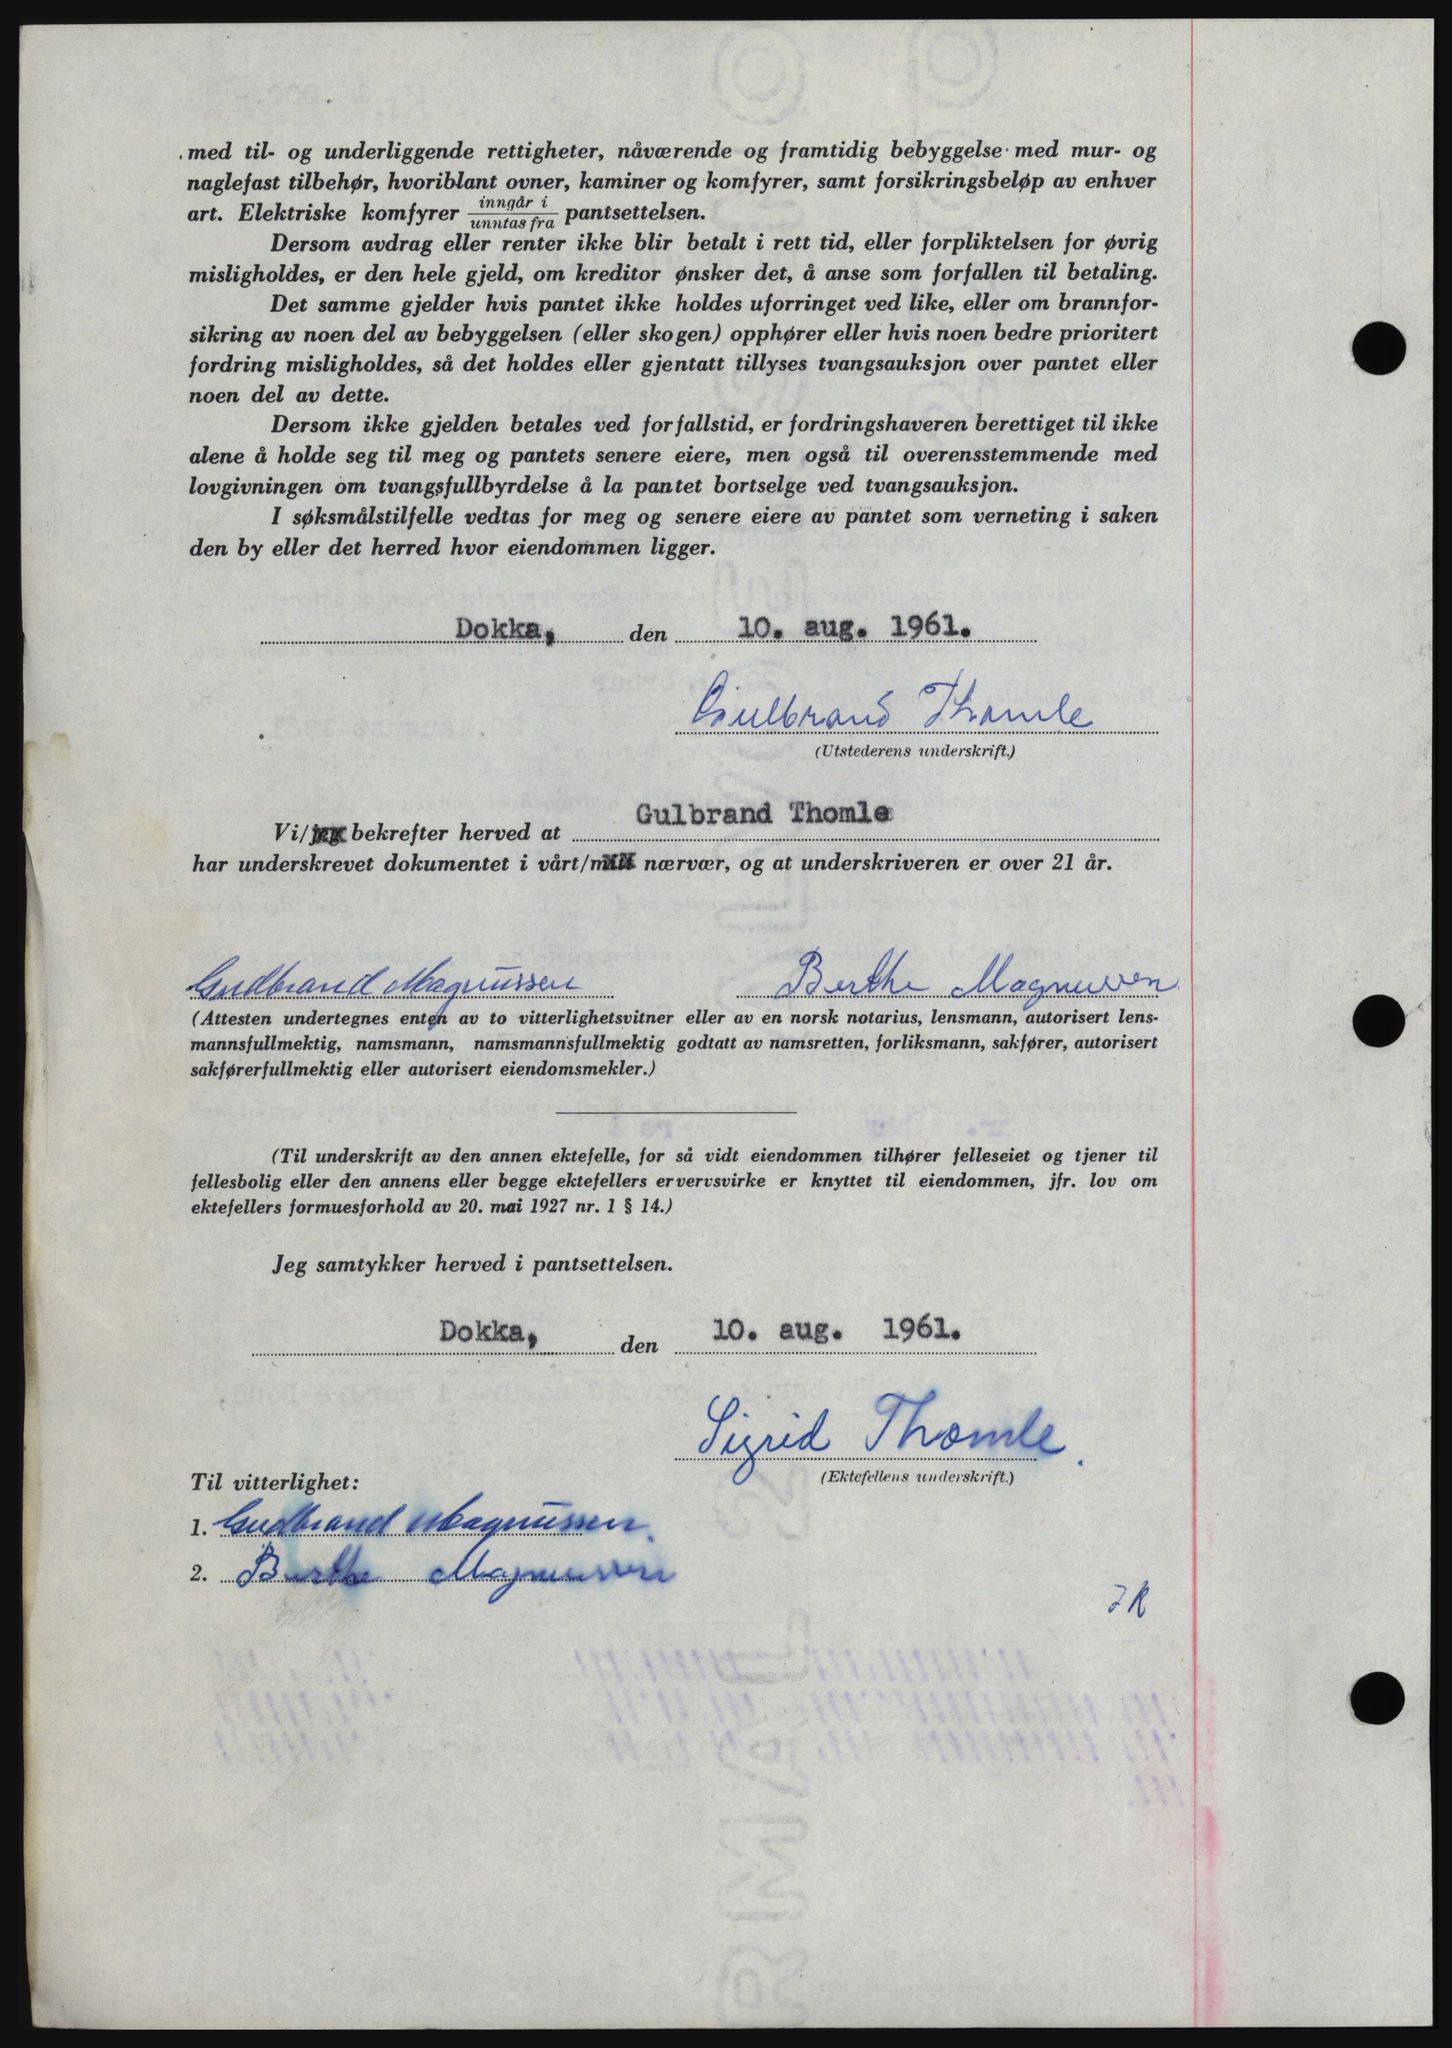 med til- og underliggende rettigheter, nåværende og framtidig bebyggelse med mur- og
naglefast tilbehør, hvoriblant ovner, kaminer og komfyrer, samt forsikringsbeløp av enhver
art. Elektriske komfyrer inngår i / unntas fra pantsettelsen.
Dersom avdrag eller renter ikke blir betalt i rett tid, eller forpliktelsen for øvrig
misligholdes, er den hele gjeld, om kreditor ønsker det, å anse som forfallen til betaling.
Det samme gjelder hvis pantet ikke holdes uforringet ved like, eller om brannfor-
sikring av noen del av bebyggelsen (eller skogen) opphører eller hvis noen bedre prioritert
fordring misligholdes, så det holdes eller gjentatt tillyses tvangsauksjon over pantet eller
noen del av dette.
Dersom ikke gjelden betales ved forfallstid, er fordringshaveren berettiget til ikke
alene å holde seg til meg og pantets senere eiere, men også til overensstemmende med
lovgivningen om tvangsfullbyrdelse å la pantet bortselge ved tvangsauksjon.
I søksmålstilfelle vedtas for meg og senere eiere av pantet som verneting i saken
den by eller det herred hvor eiendommen ligger.
Dokka, den 10. aug. 1961.
Gulbrand Thomle
(Utstederens underskrift.)
Vi/jeg bekrefter herved at Gulbrand Thomle
har underskrevet dokumentet i vårt/mitt nærvær, og at underskriveren er over 21 år.
Gudbrand Magnussen Berthe Magnussen
(Attesten undertegnes enten av to vitterlighetsvitner eller av en norsk notarius, lensmann, autorisert lens-
mannsfullmektig, namsmann, namsmannsfullmektig godtatt av namsretten, forliksmann, sakfører, autorisert
sakførerfullmektig eller autorisert eiendomsmekler.)
(Til underskrift av den annen ektefelle, for så vidt eiendommen tilhører felleseiet og tjener til
fellesbolig eller den annens eller begge ektefellers ervervsvirke er knyttet til eiendommen, jfr. lov om
ektefellers formuesforhold av 20. mai 1927 nr. 1 § 14.)
Jeg samtykker herved i pantsettelsen.
Dokka, den 10. aug. 1961.
Sigrid Thomle.
(Ektefellens underskrift.)
Til vitterlighet:
1. Gudbrand Magnussen.
2. Berthe Magnussen